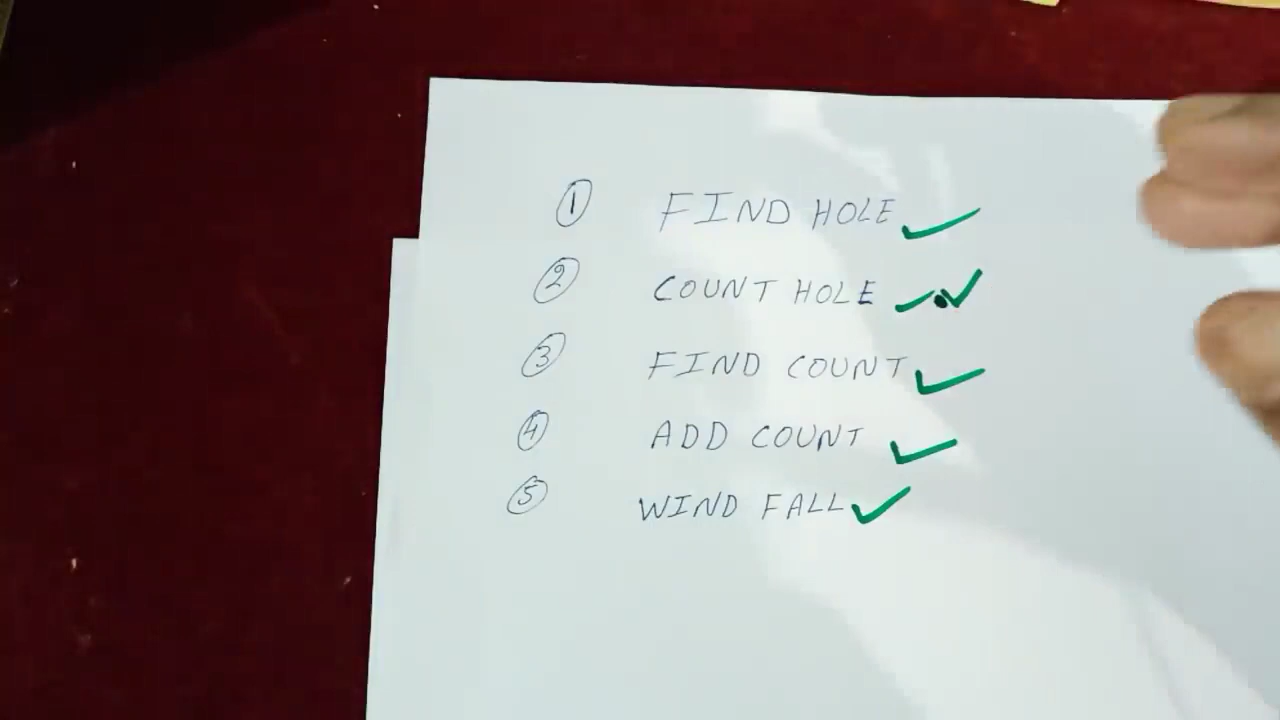 ① FIND HOLE ✓
② COUNT HOLE ✓✓
③ FIND COUNT ✓
④ ADD COUNT ✓
⑤ WIND FALL ✓